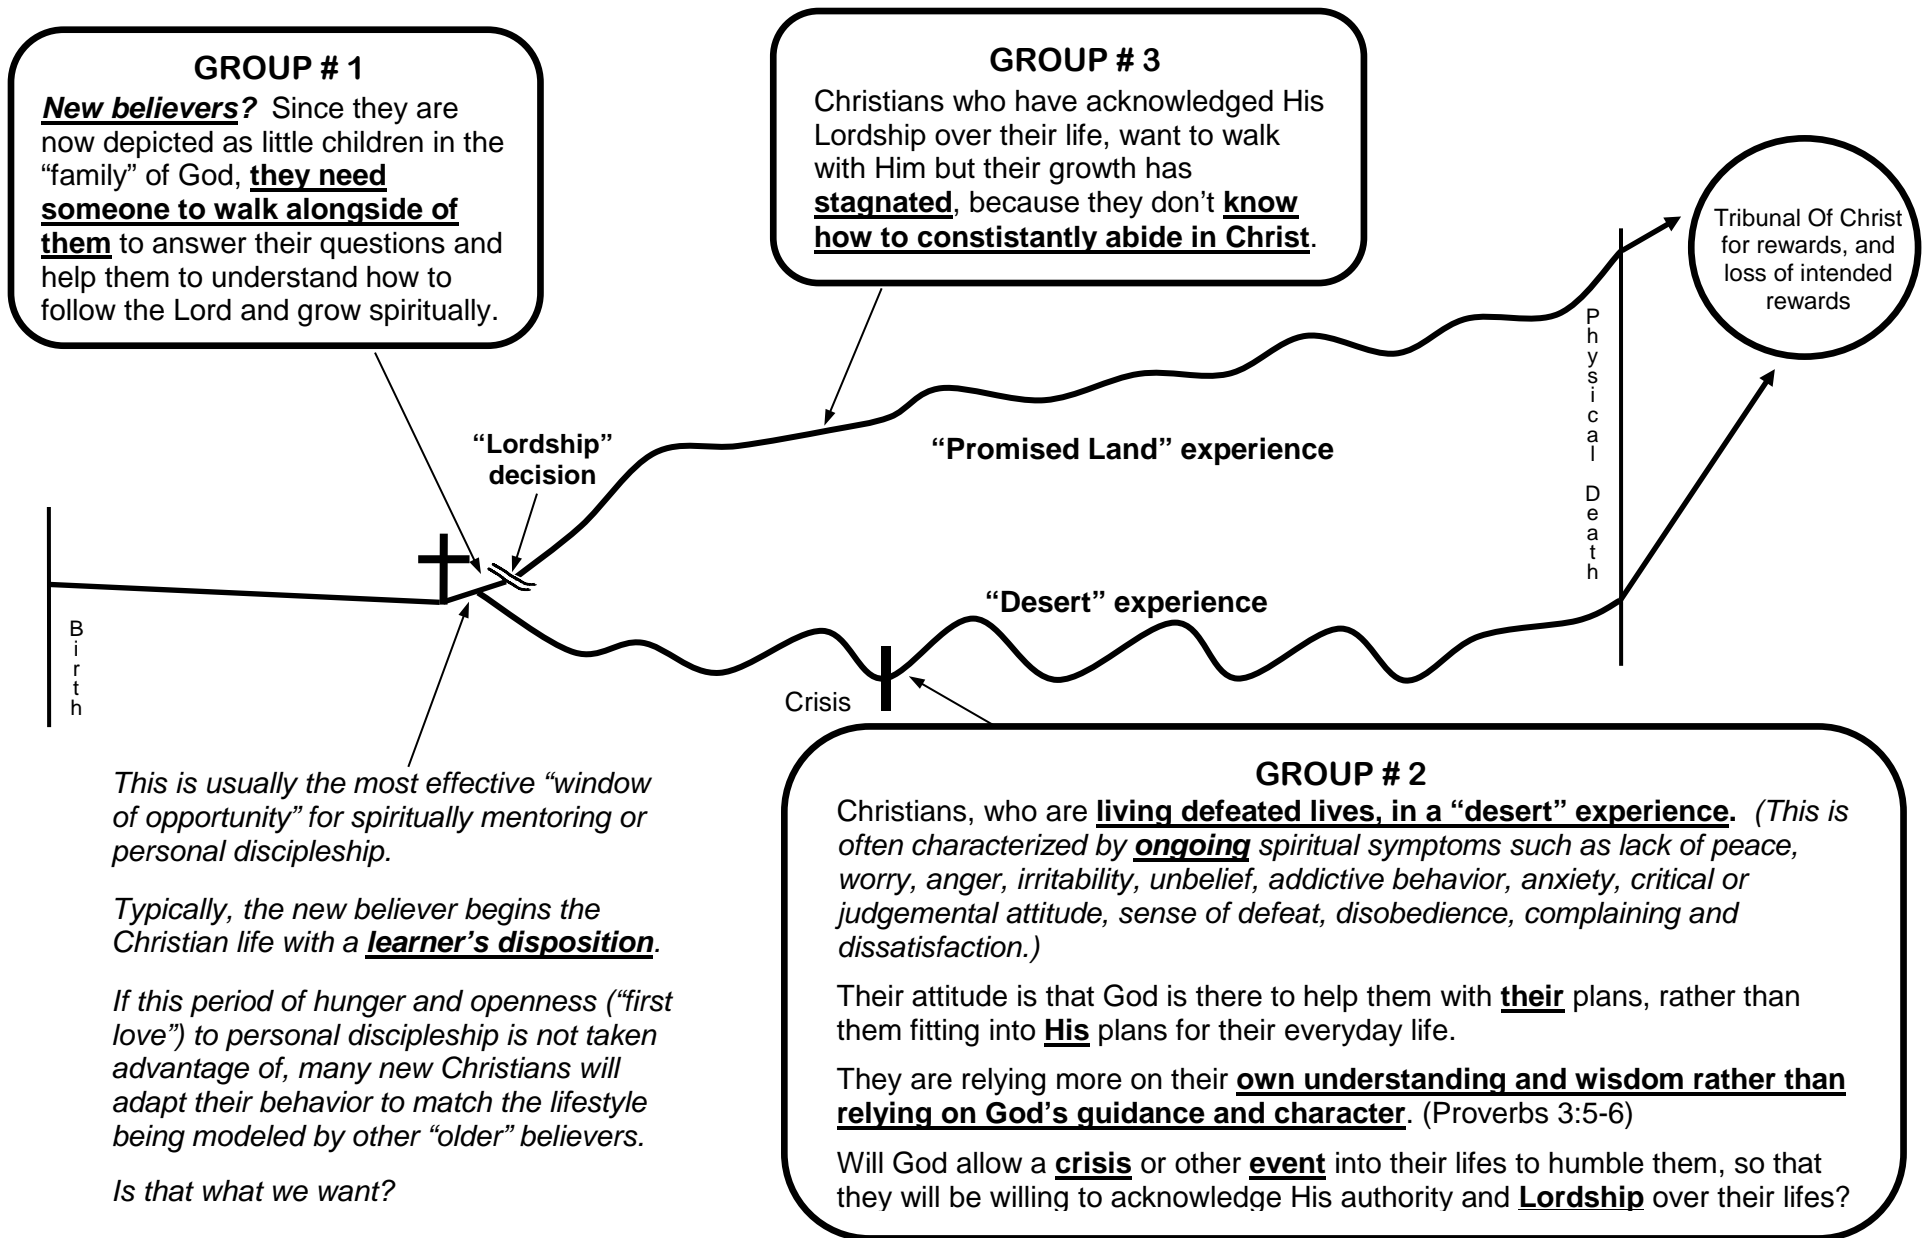 GROUP # 1
New believers? Since they are
now depicted as little children in the
“family” of God, they need
someone to walk alongside of
them to answer their questions and
help them to understand how to
follow the Lord and grow spiritually.
GROUP # 3
Christians who have acknowledged His
Lordship over their life, want to walk
with Him but their growth has
stagnated, because they don’t know
how to constistantly abide in Christ.
Tribunal Of Christ
for rewards, and
loss of intended
rewards
Physical Death
“Lordship”
decision
“Promised Land” experience
“Desert” experience
Birth
Crisis
This is usually the most effective “window
of opportunity” for spiritually mentoring or
personal discipleship.
Typically, the new believer begins the
Christian life with a learner’s disposition.
If this period of hunger and openness (“first
love”) to personal discipleship is not taken
advantage of, many new Christians will
adapt their behavior to match the lifestyle
being modeled by other “older” believers.
Is that what we want?
GROUP # 2
Christians, who are living defeated lives, in a “desert” experience. (This is
often characterized by ongoing spiritual symptoms such as lack of peace,
worry, anger, irritability, unbelief, addictive behavior, anxiety, critical or
judgemental attitude, sense of defeat, disobedience, complaining and
dissatisfaction.)
Their attitude is that God is there to help them with their plans, rather than
them fitting into His plans for their everyday life.
They are relying more on their own understanding and wisdom rather than
relying on God’s guidance and character. (Proverbs 3:5-6)
Will God allow a crisis or other event into their lifes to humble them, so that
they will be willing to acknowledge His authority and Lordship over their lifes?